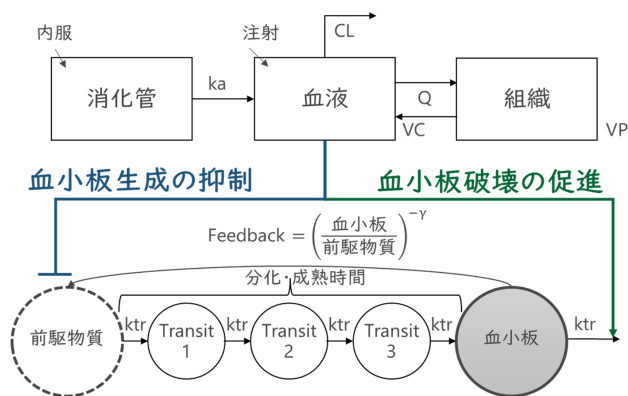 内服
注射
CL
消化管
ka
血液
Q
VC
組織
VP
血小板生成の抑制
血小板破壊の促進
Feedback = (血小板/前駆物質)^−γ
分化・成熟時間
前駆物質
ktr
Transit
1
ktr
Transit
2
ktr
Transit
3
ktr
血小板
ktr